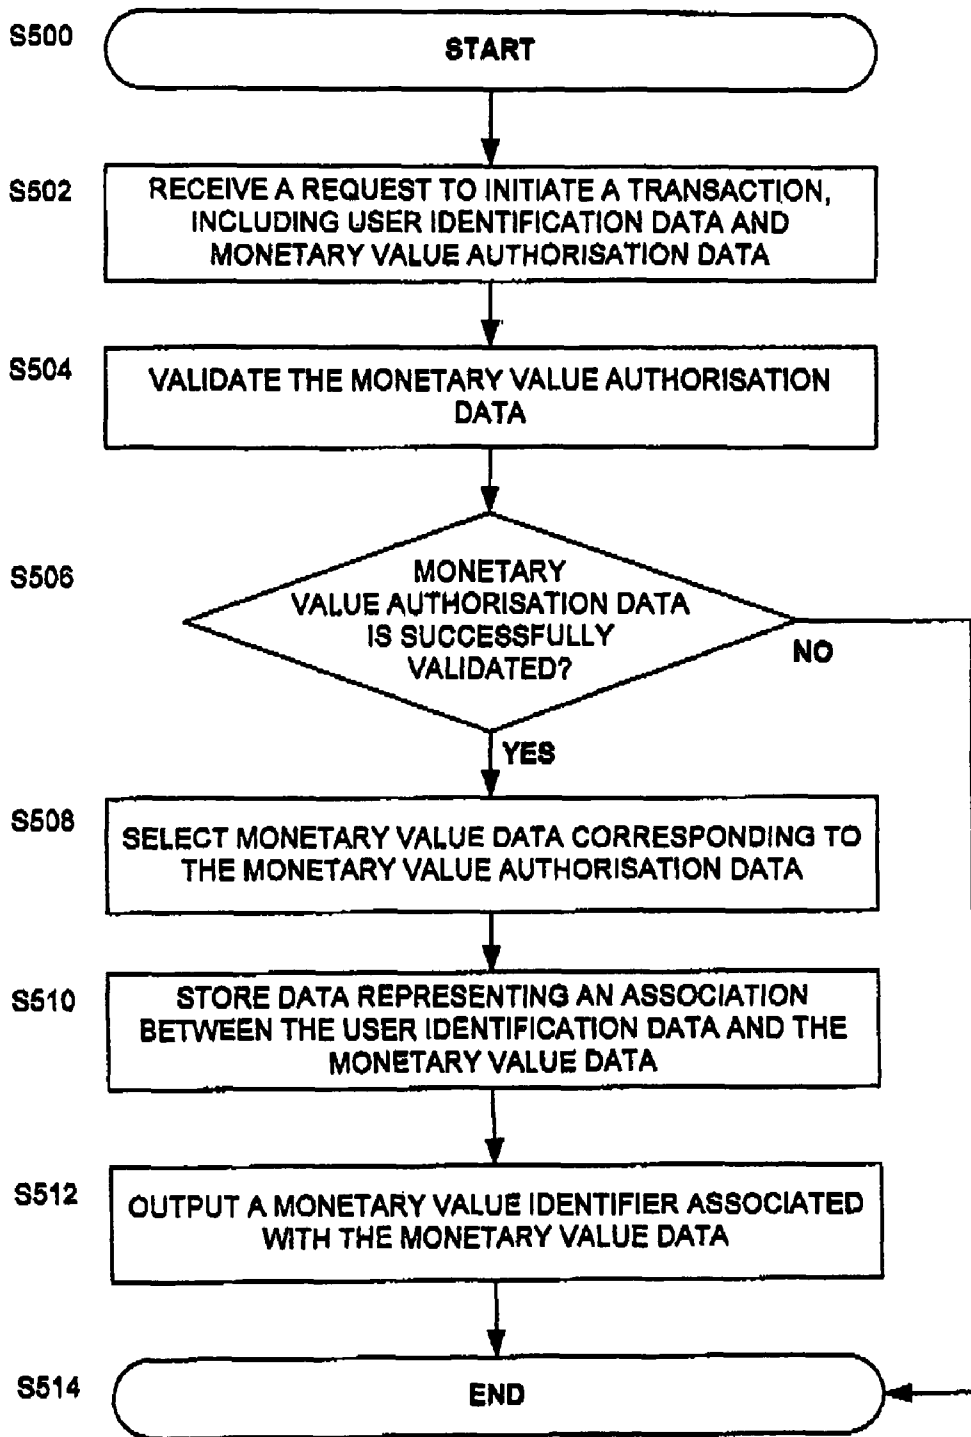 S500
START
S502
RECEIVE A REQUEST TO INITIATE A TRANSACTION,
INCLUDING USER IDENTIFICATION DATA AND
MONETARY VALUE AUTHORISATION DATA
S504
VALIDATE THE MONETARY VALUE AUTHORISATION
DATA
S506
MONETARY
VALUE AUTHORISATION DATA
IS SUCCESSFULLY
VALIDATED?
NO
YES
S508
SELECT MONETARY VALUE DATA CORRESPONDING TO
THE MONETARY VALUE AUTHORISATION DATA
S510
STORE DATA REPRESENTING AN ASSOCIATION
BETWEEN THE USER IDENTIFICATION DATA AND THE
MONETARY VALUE DATA
S512
OUTPUT A MONETARY VALUE IDENTIFIER ASSOCIATED
WITH THE MONETARY VALUE DATA
S514
END